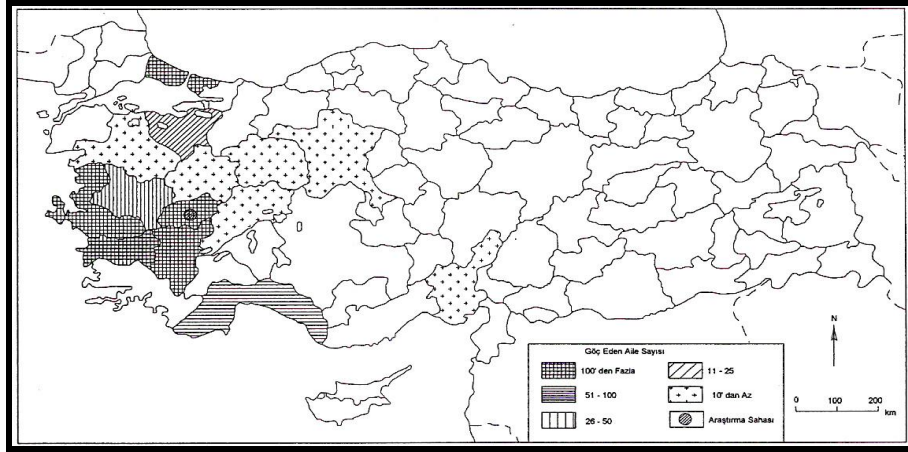 N
Göç Eden Aile Sayısı
100' den Fazla
11 - 25
51 - 100
10' dan Az
26 - 50
Araştırma Sahası
0 100 200
km